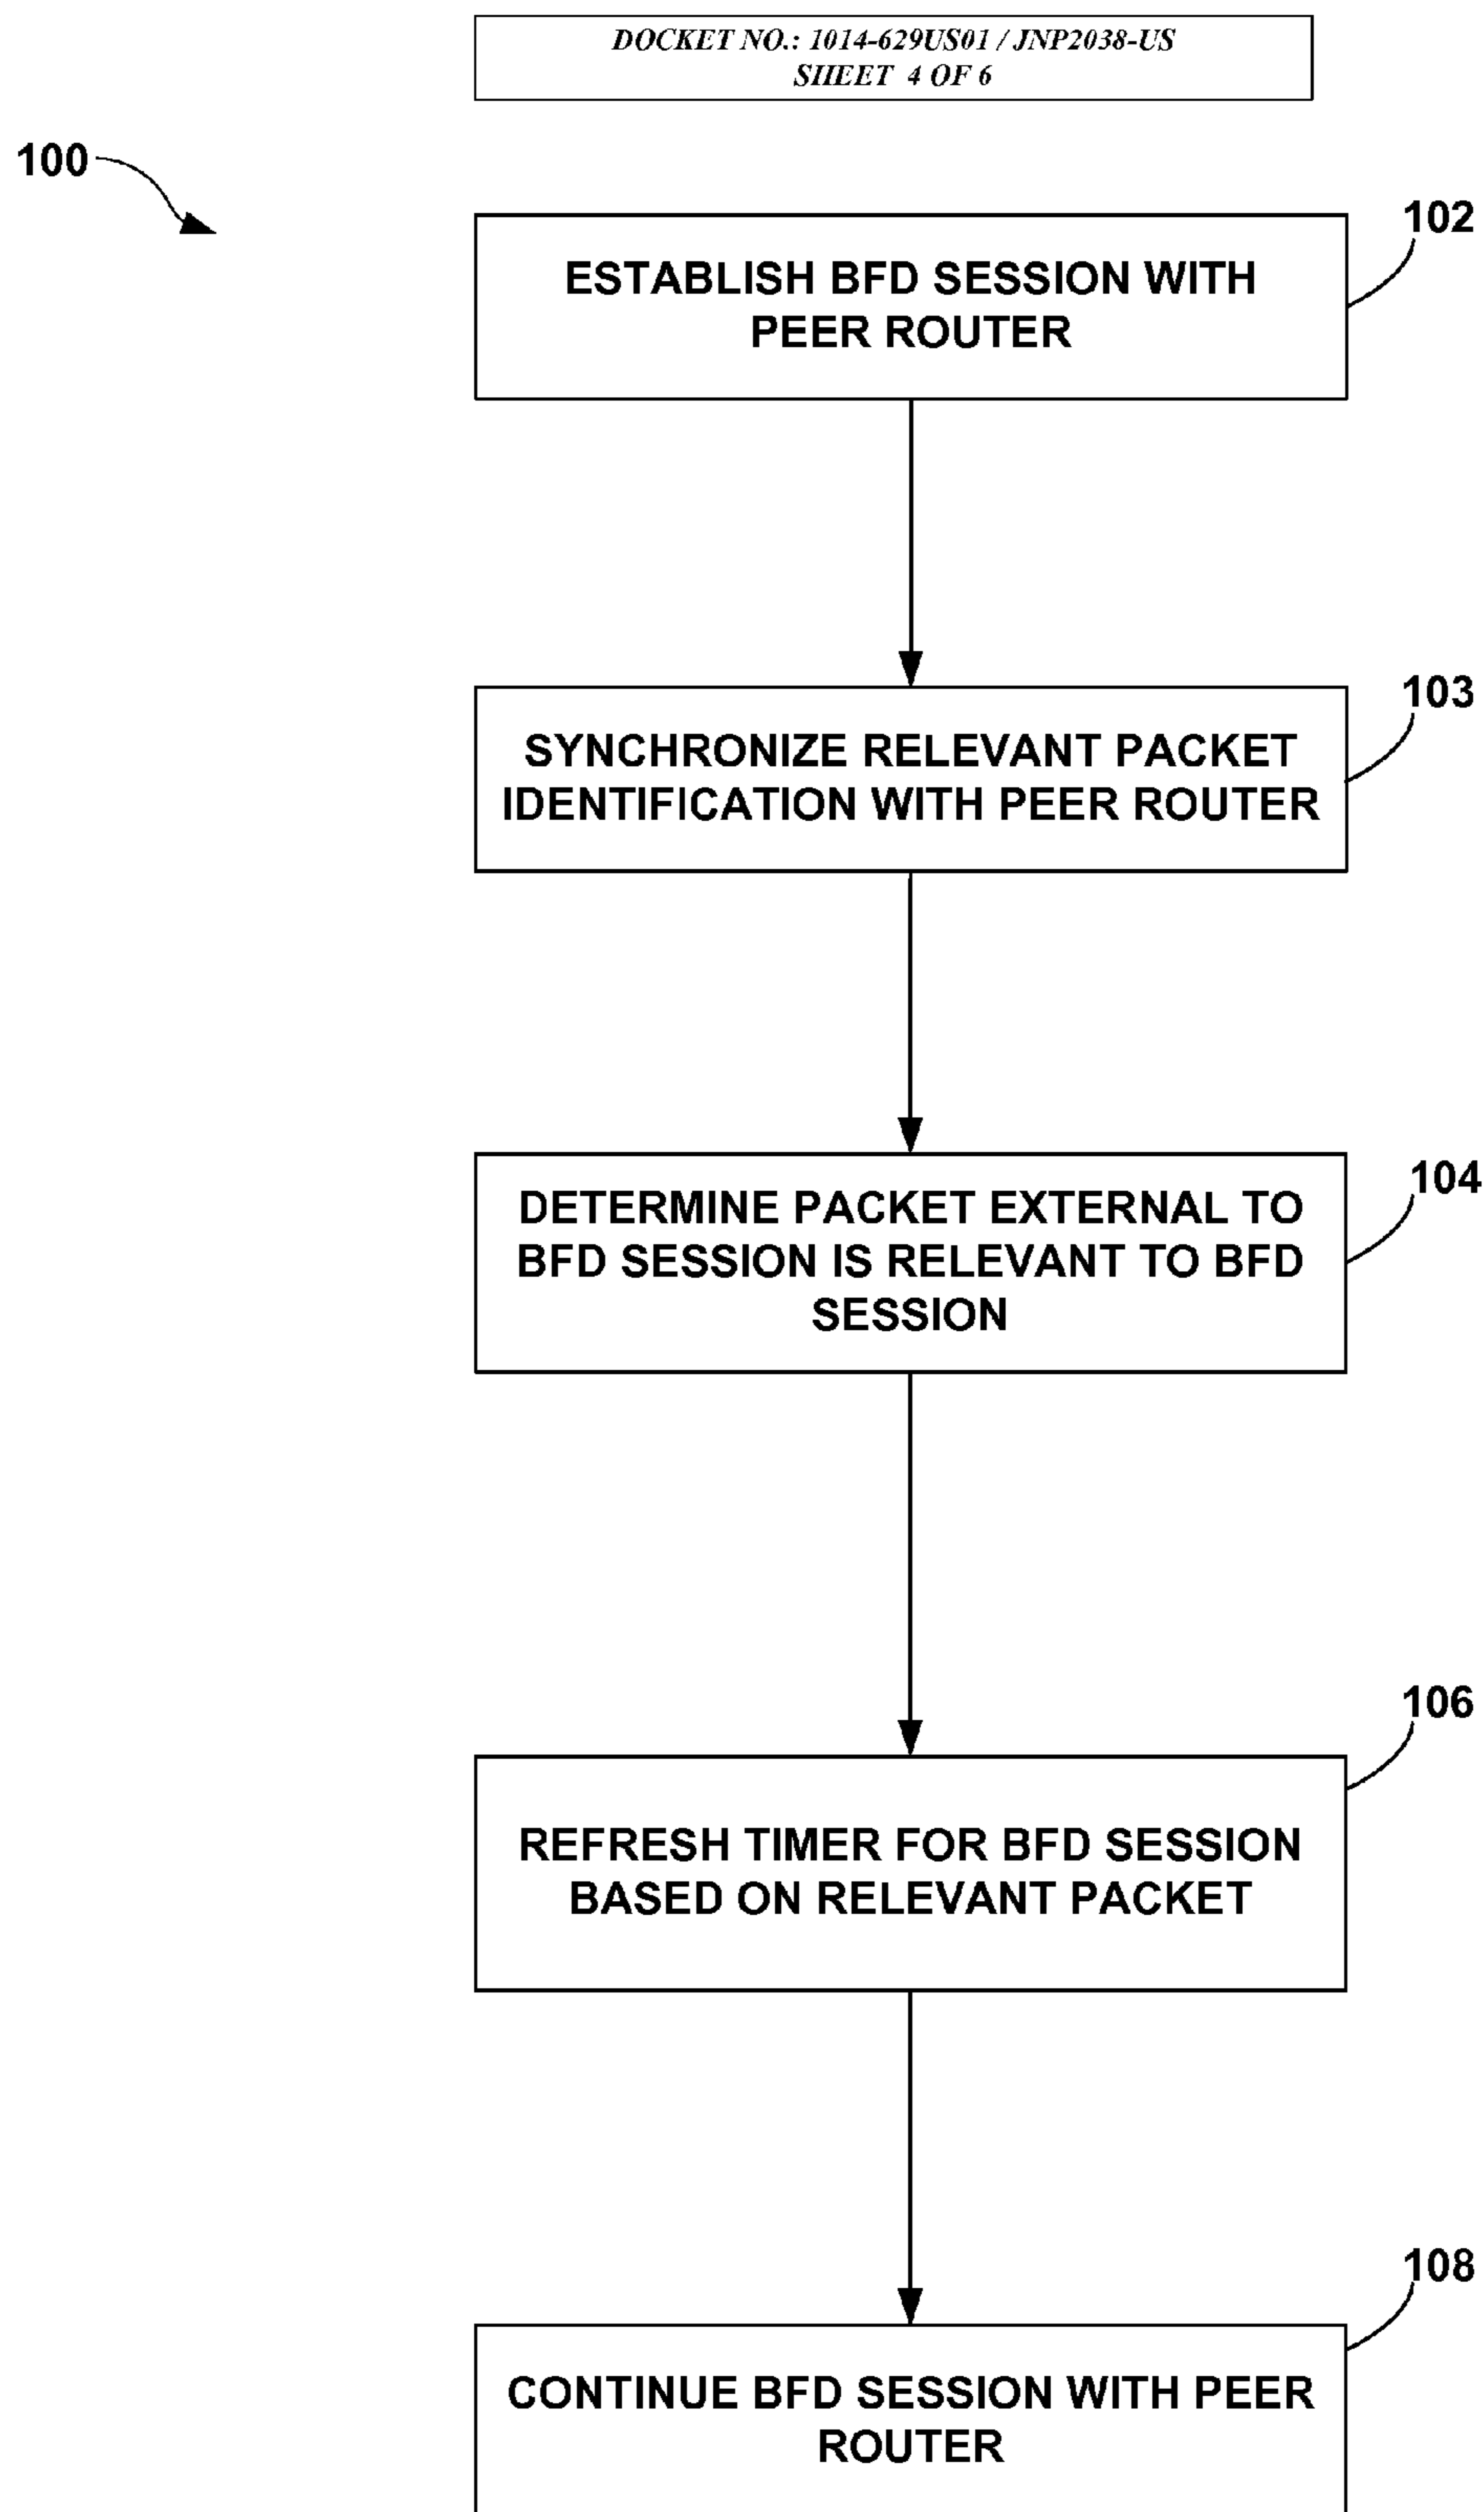 DOCKET NO.: 1014-629US01 / JNP2038-US
SHEET 4 OF 6
100
102
ESTABLISH BFD SESSION WITH
PEER ROUTER
103
SYNCHRONIZE RELEVANT PACKET
IDENTIFICATION WITH PEER ROUTER
104
DETERMINE PACKET EXTERNAL TO
BFD SESSION IS RELEVANT TO BFD
SESSION
106
REFRESH TIMER FOR BFD SESSION
BASED ON RELEVANT PACKET
108
CONTINUE BFD SESSION WITH PEER
ROUTER